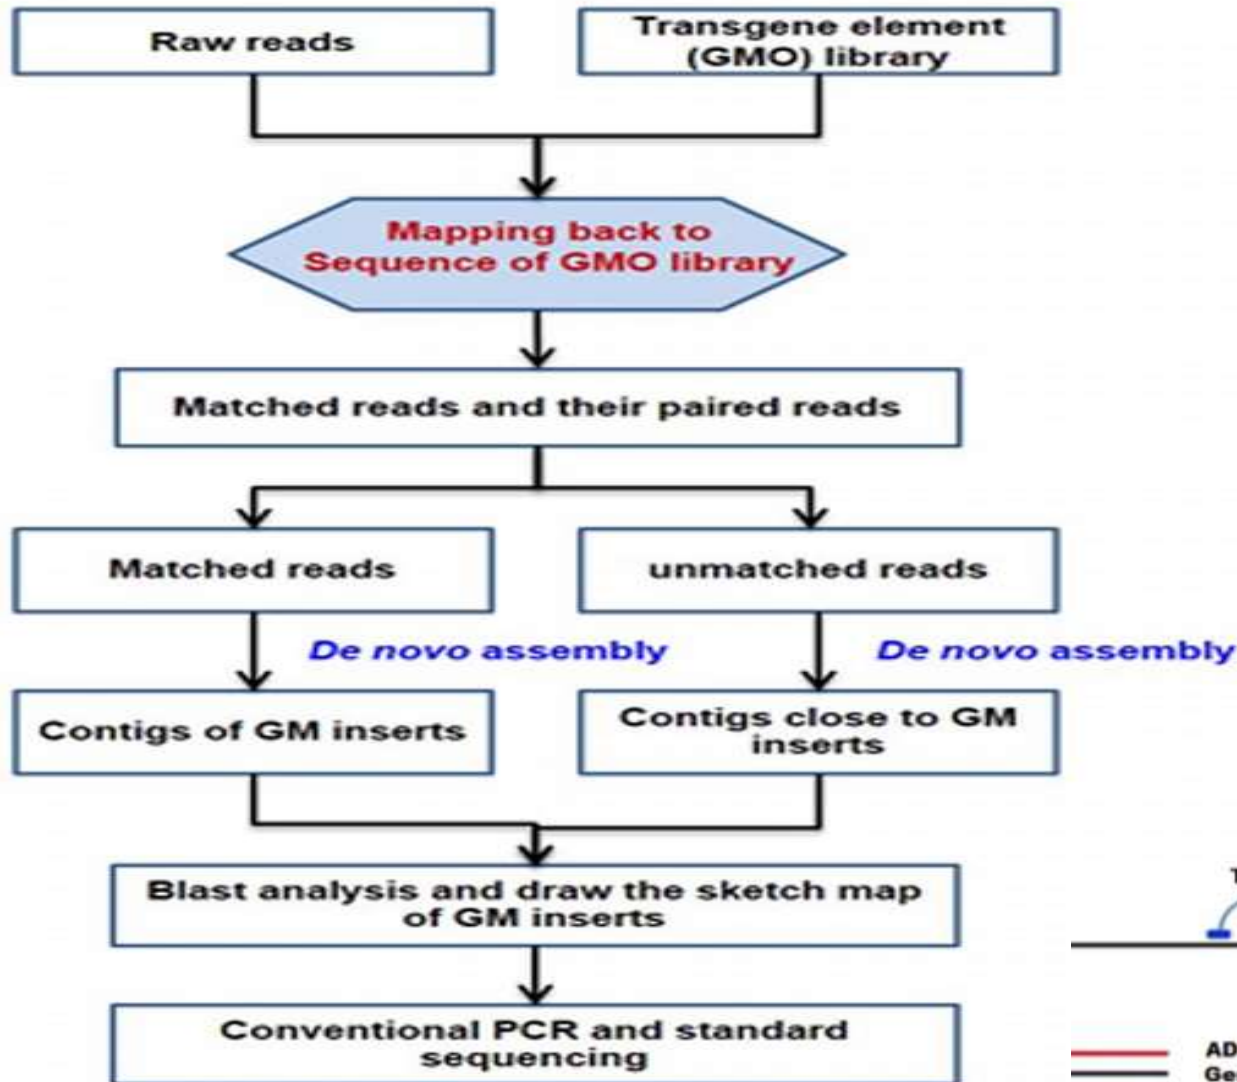 Raw reads
Transgene element
(GMO) library
Mapping back to
Sequence of GMO library
Matched reads and their paired reads
Matched reads
unmatched reads
De novo assembly
De novo assembly
Contigs of GM inserts
Contigs close to GM
inserts
Blast analysis and draw the sketch map
of GM inserts
Conventional PCR and standard
sequencing